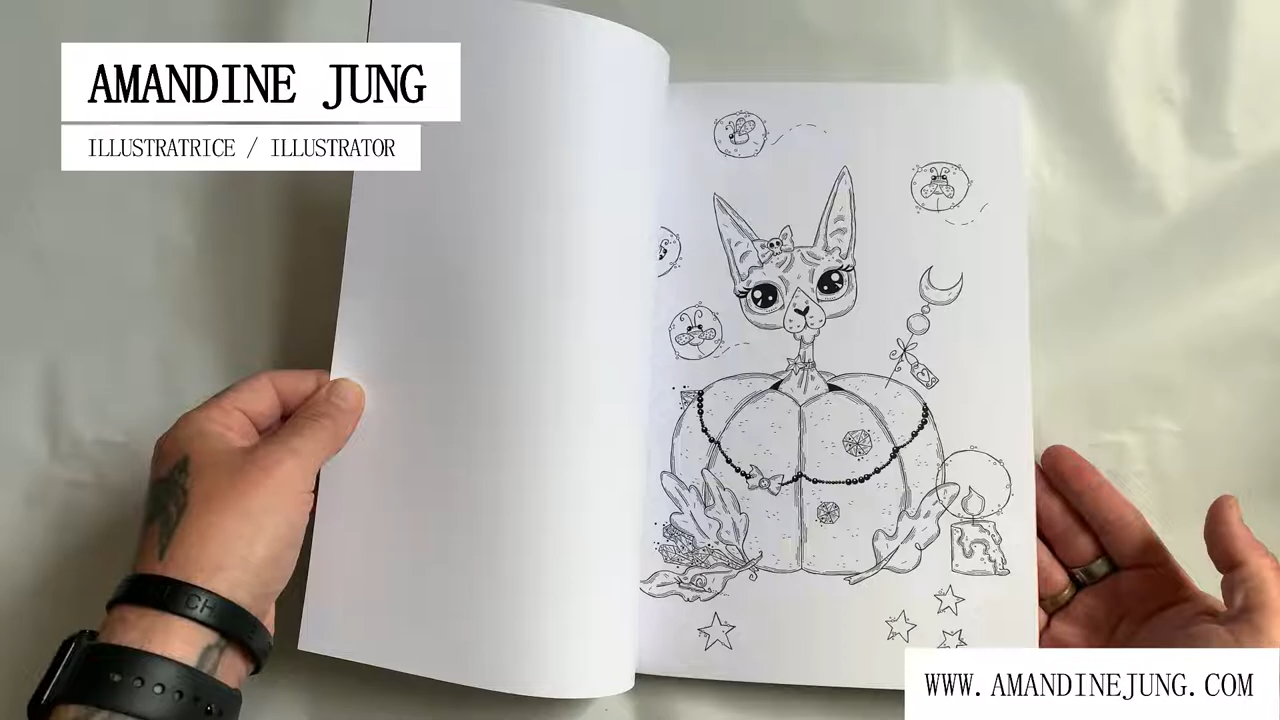 AMANDINE JUNG
ILLUSTRATRICE / ILLUSTRATOR
WWW. AMANDINEJUNG. COM